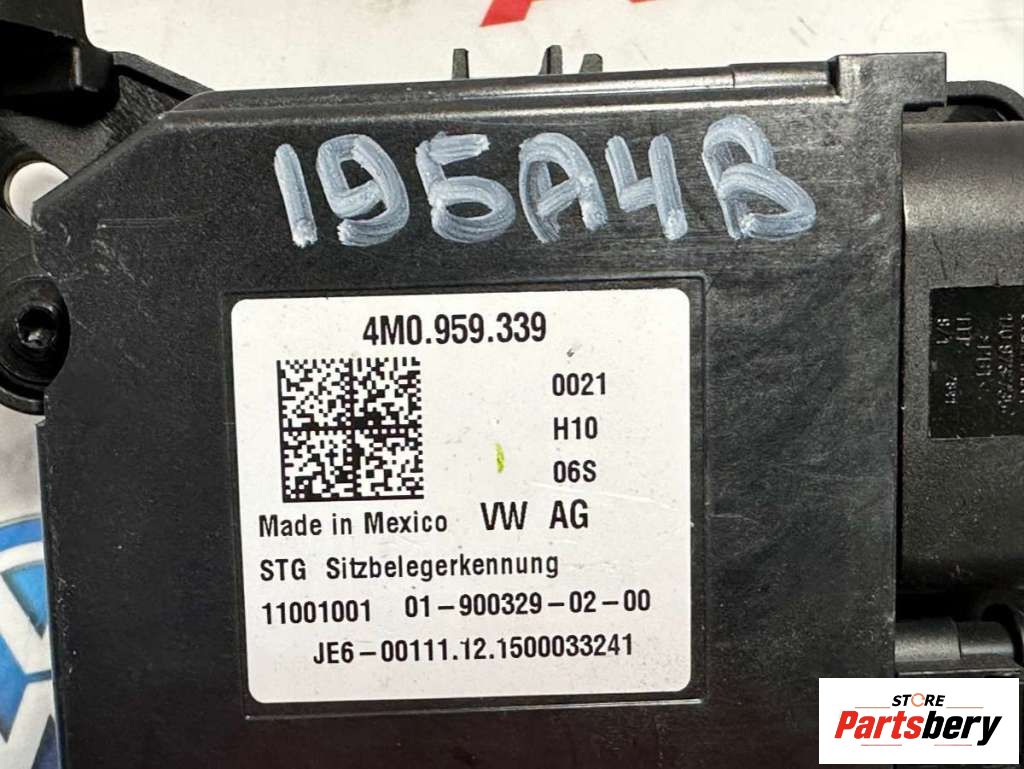 195A4B
4M0.959.339
0021
H10
06S
Made in Mexico VW AG
STG Sitzbelegerkennung
11001001 01-900329-02-00
JE6-00111.12.1500033241
STORE
Partsbery